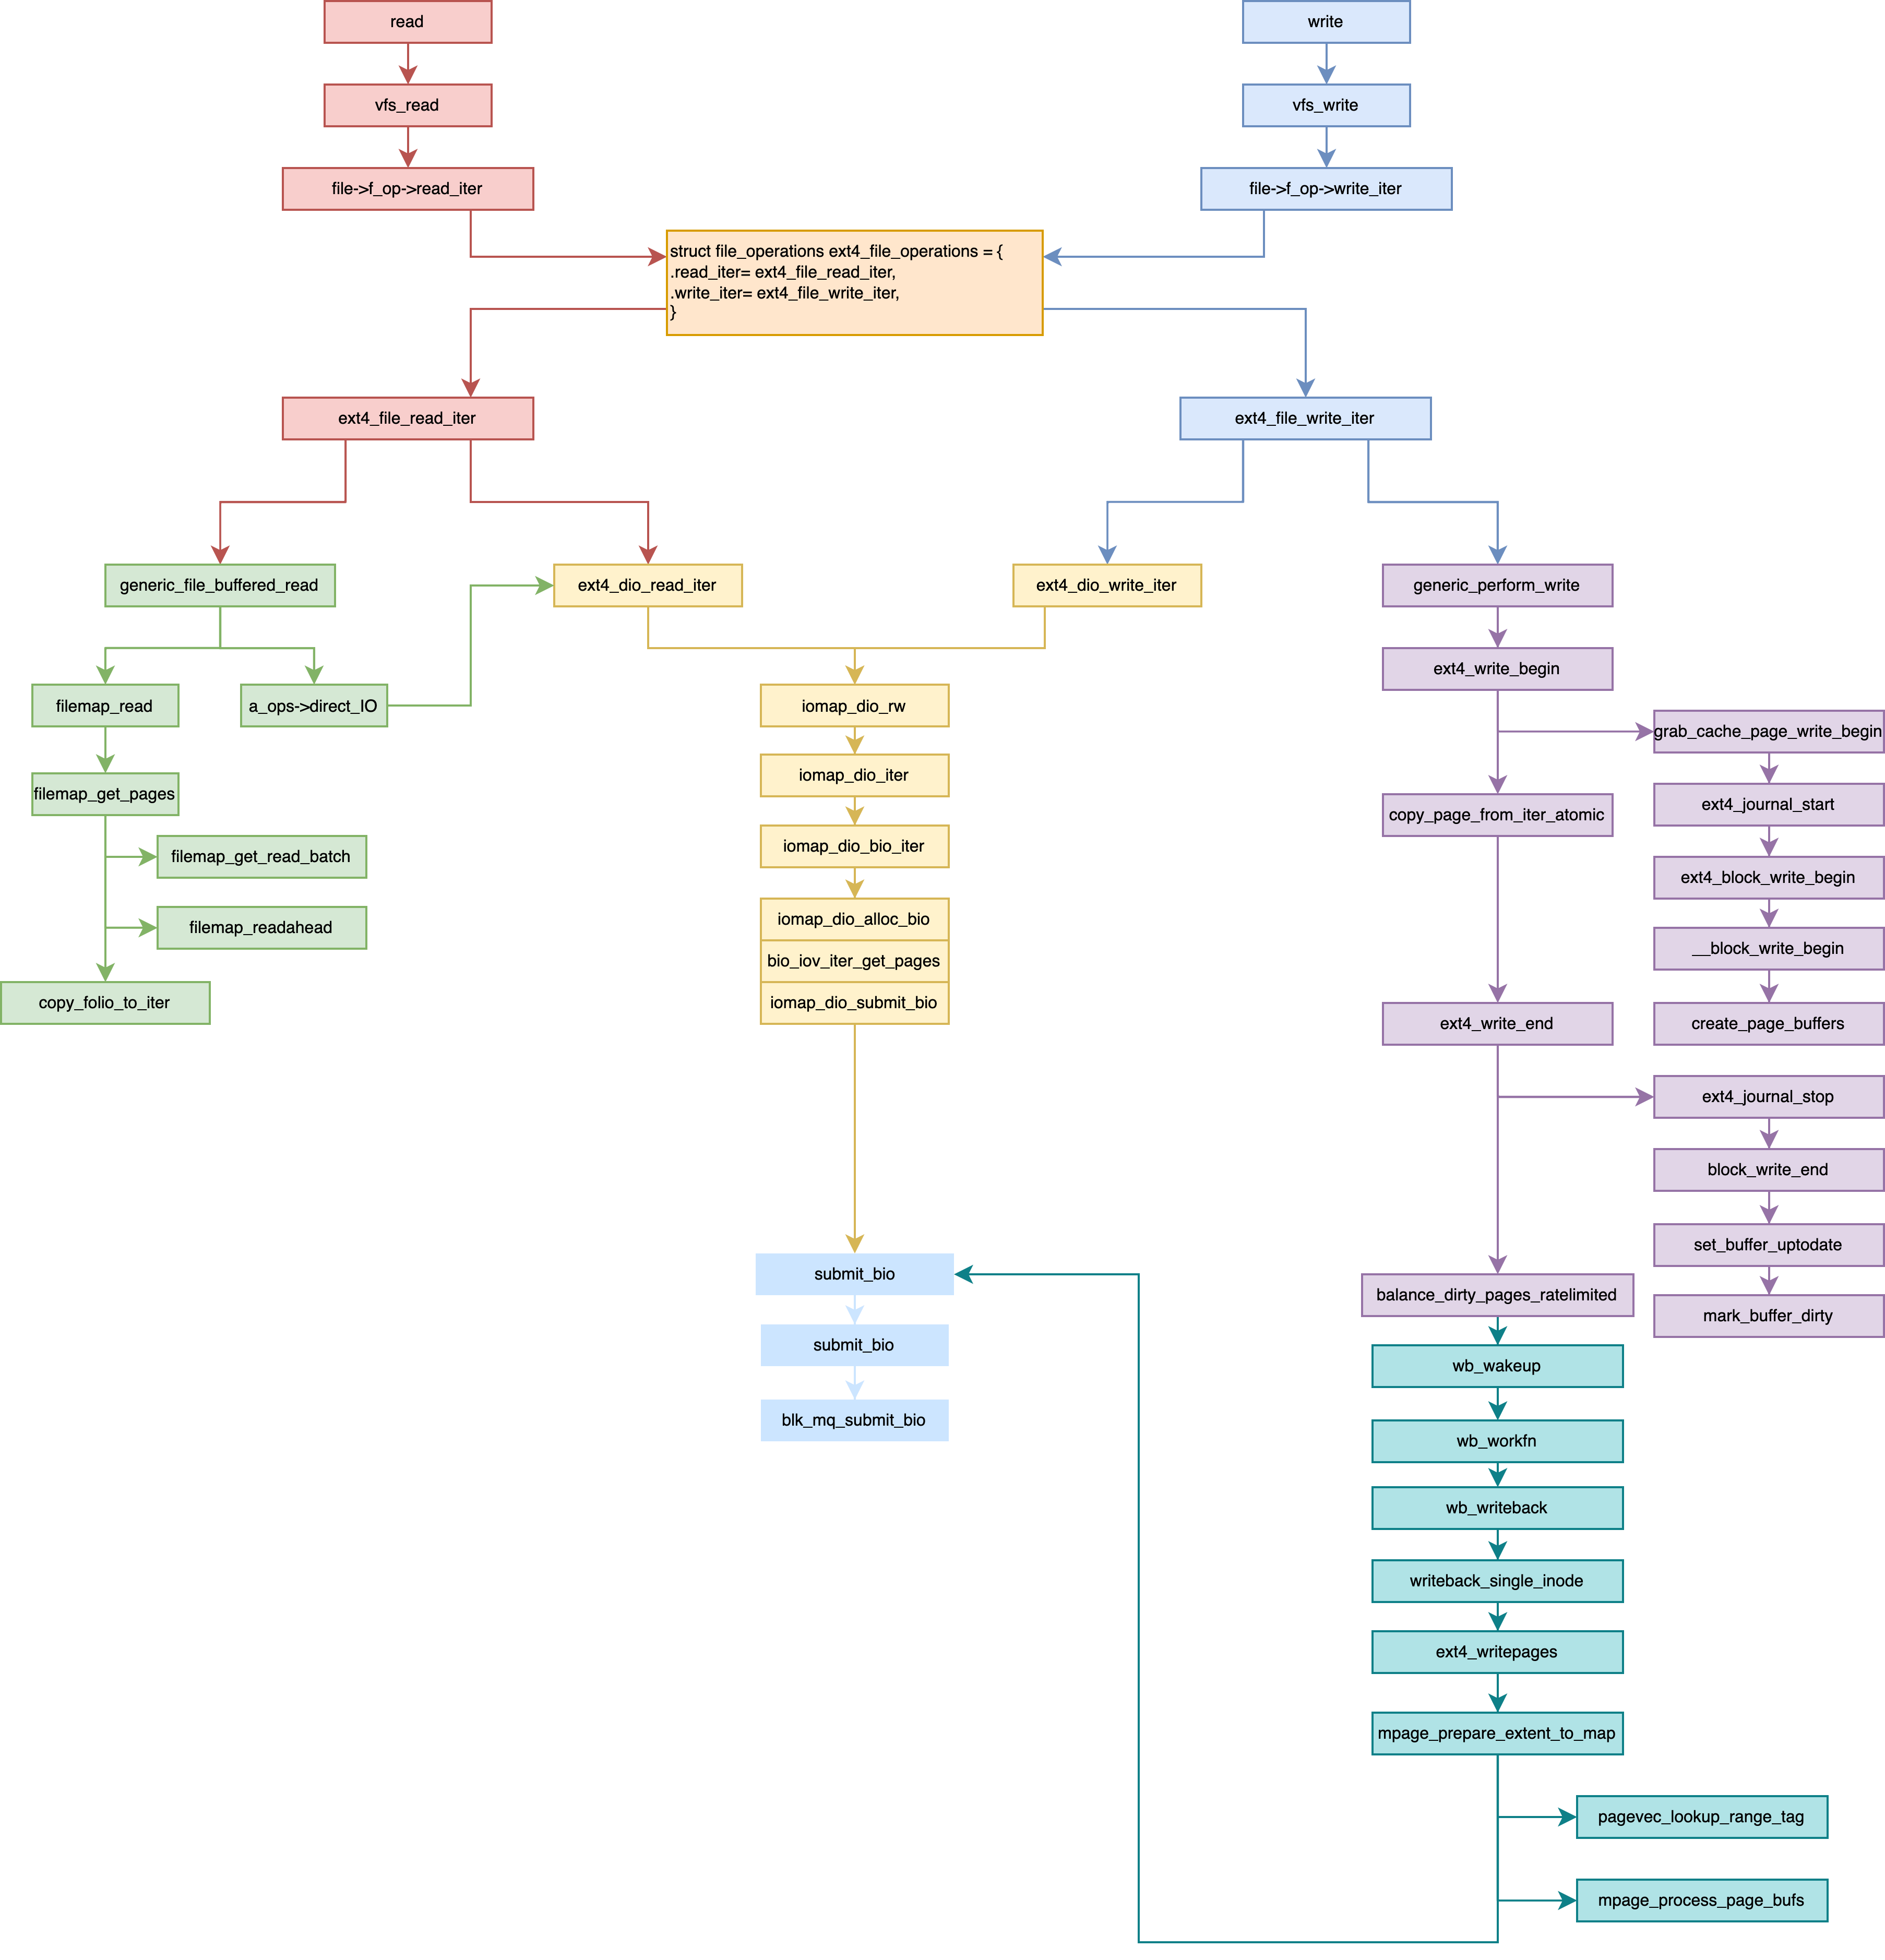 read
write
vfs_read
vfs_write
file->f_op->read_iter
file->f_op->write_iter
struct file_operations ext4_file_operations = {
.read_iter= ext4_file_read_iter,
.write_iter= ext4_file_write_iter,
}
ext4_file_read_iter
ext4_file_write_iter
generic_file_buffered_read
ext4_dio_read_iter
ext4_dio_write_iter
generic_perform_write
ext4_write_begin
filemap_read
a_ops->direct_IO
iomap_dio_rw
grab_cache_page_write_begin
iomap_dio_iter
filemap_get_pages
ext4_journal_start
copy_page_from_iter_atomic
iomap_dio_bio_iter
filemap_get_read_batch
ext4_block_write_begin
iomap_dio_alloc_bio
filemap_readahead
__block_write_begin
bio_iov_iter_get_pages
copy_folio_to_iter
iomap_dio_submit_bio
ext4_write_end
create_page_buffers
ext4_journal_stop
block_write_end
set_buffer_uptodate
submit_bio
balance_dirty_pages_ratelimited
mark_buffer_dirty
submit_bio
wb_wakeup
blk_mq_submit_bio
wb_workfn
wb_writeback
writeback_single_inode
ext4_writepages
mpage_prepare_extent_to_map
pagevec_lookup_range_tag
mpage_process_page_bufs